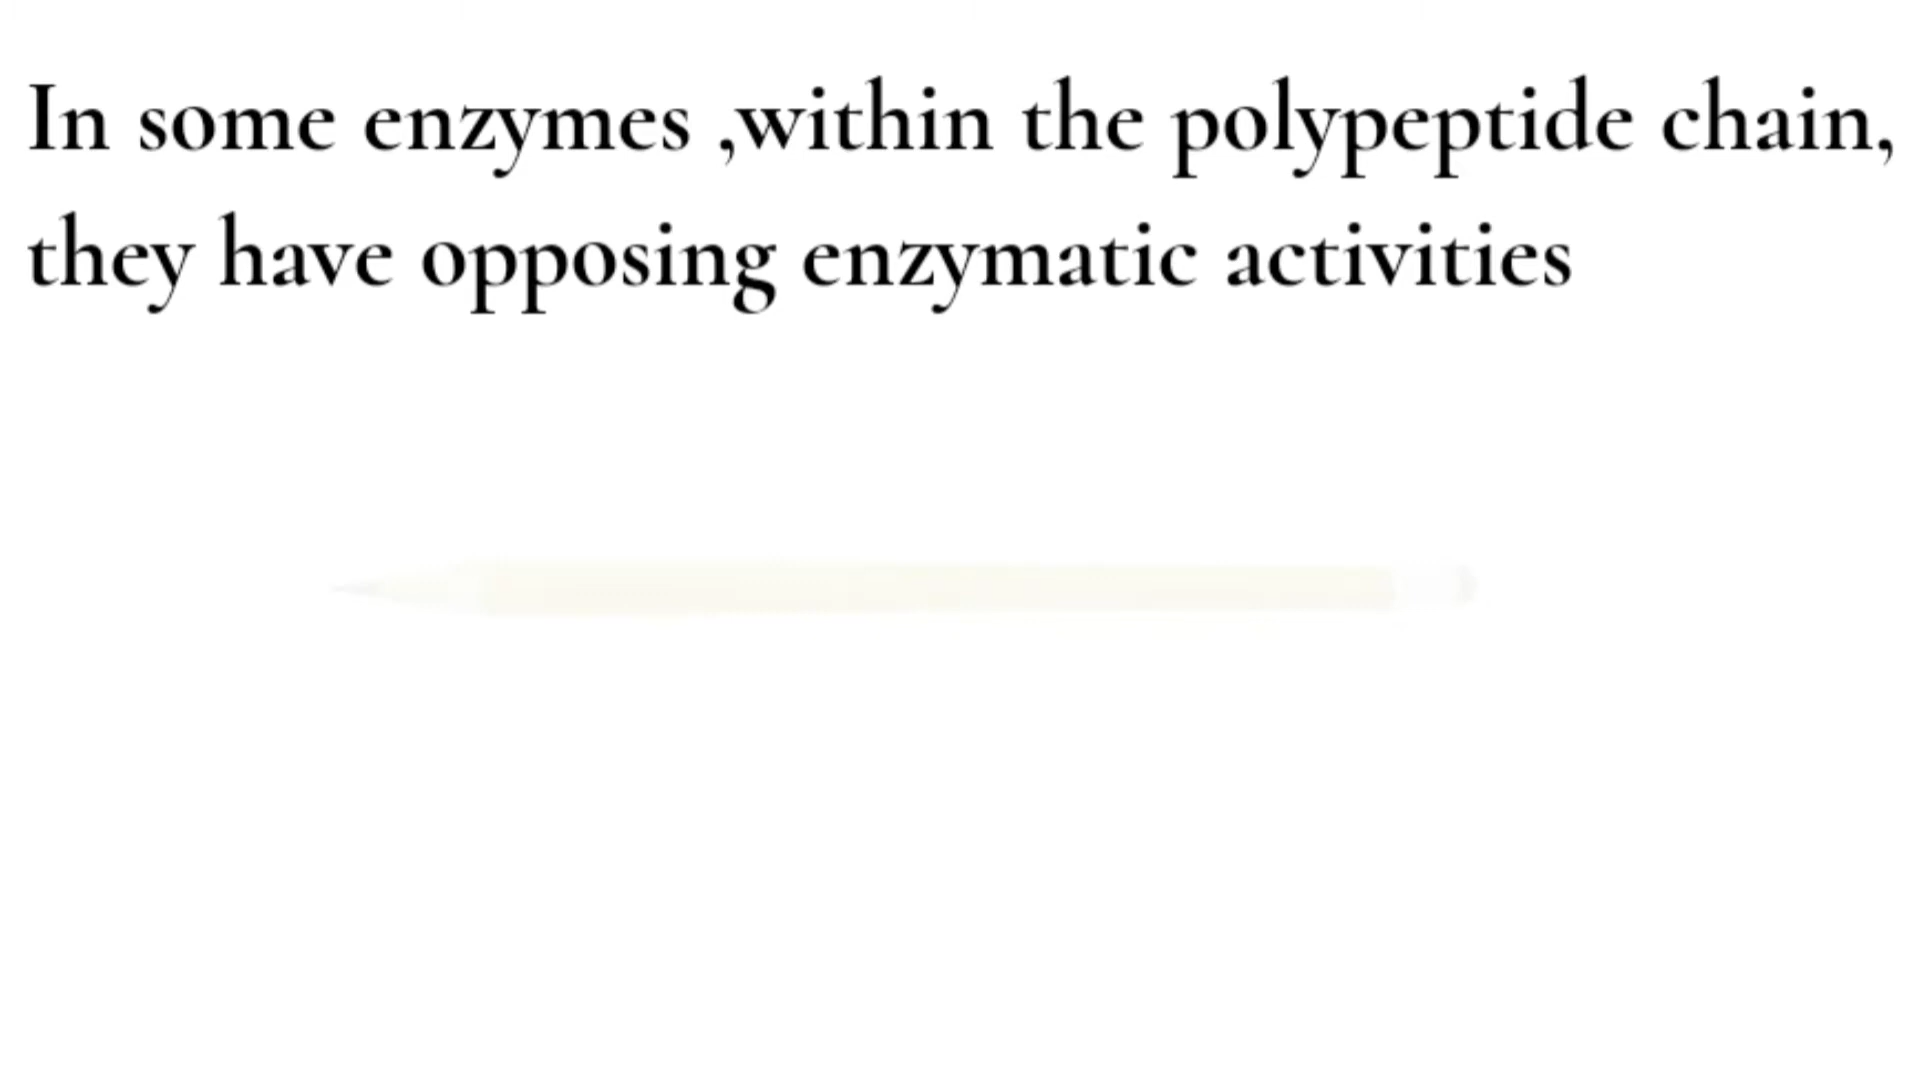 In some enzymes ,within the polypeptide chain,
they have opposing enzymatic activities